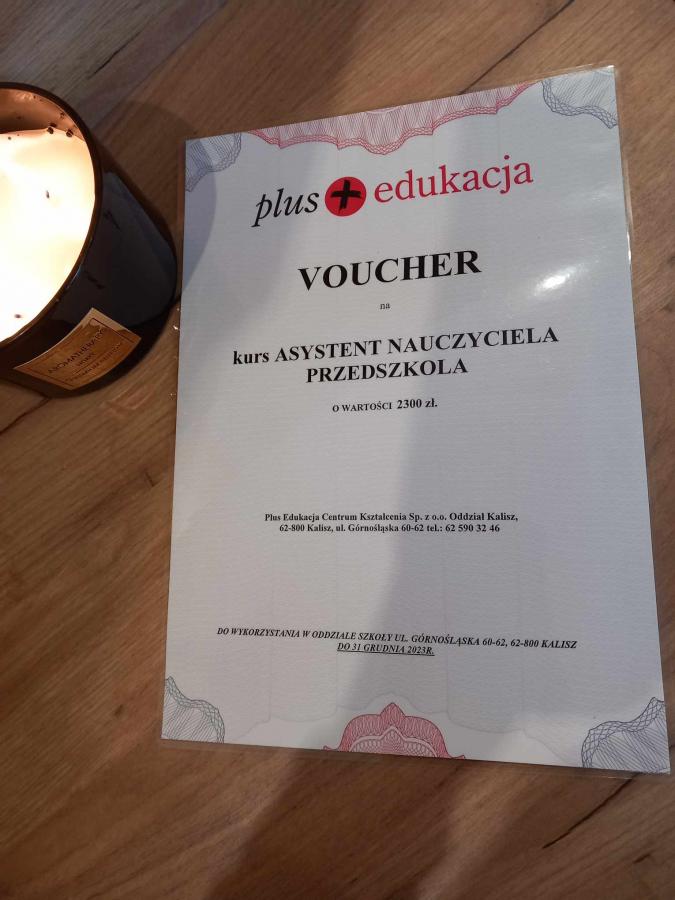 plus + edukacja
VOUCHER
na
kurs ASYSTENT NAUCZYCIELA
PRZEDSZKOLA
O WARTOŚCI 2300 zł.
Plus Edukacja Centrum Kształcenia Sp. z o.o. Oddział Kalisz,
62-800 Kalisz, ul. Górnośląska 60-62 tel.: 62 590 32 46
DO WYKORZYSTANIA W ODDZIALE SZKOŁY UL. GÓRNOŚLĄSKA 60-62, 62-800 KALISZ
DO 31 GRUDNIA 2023R.
AROMATHERAPY